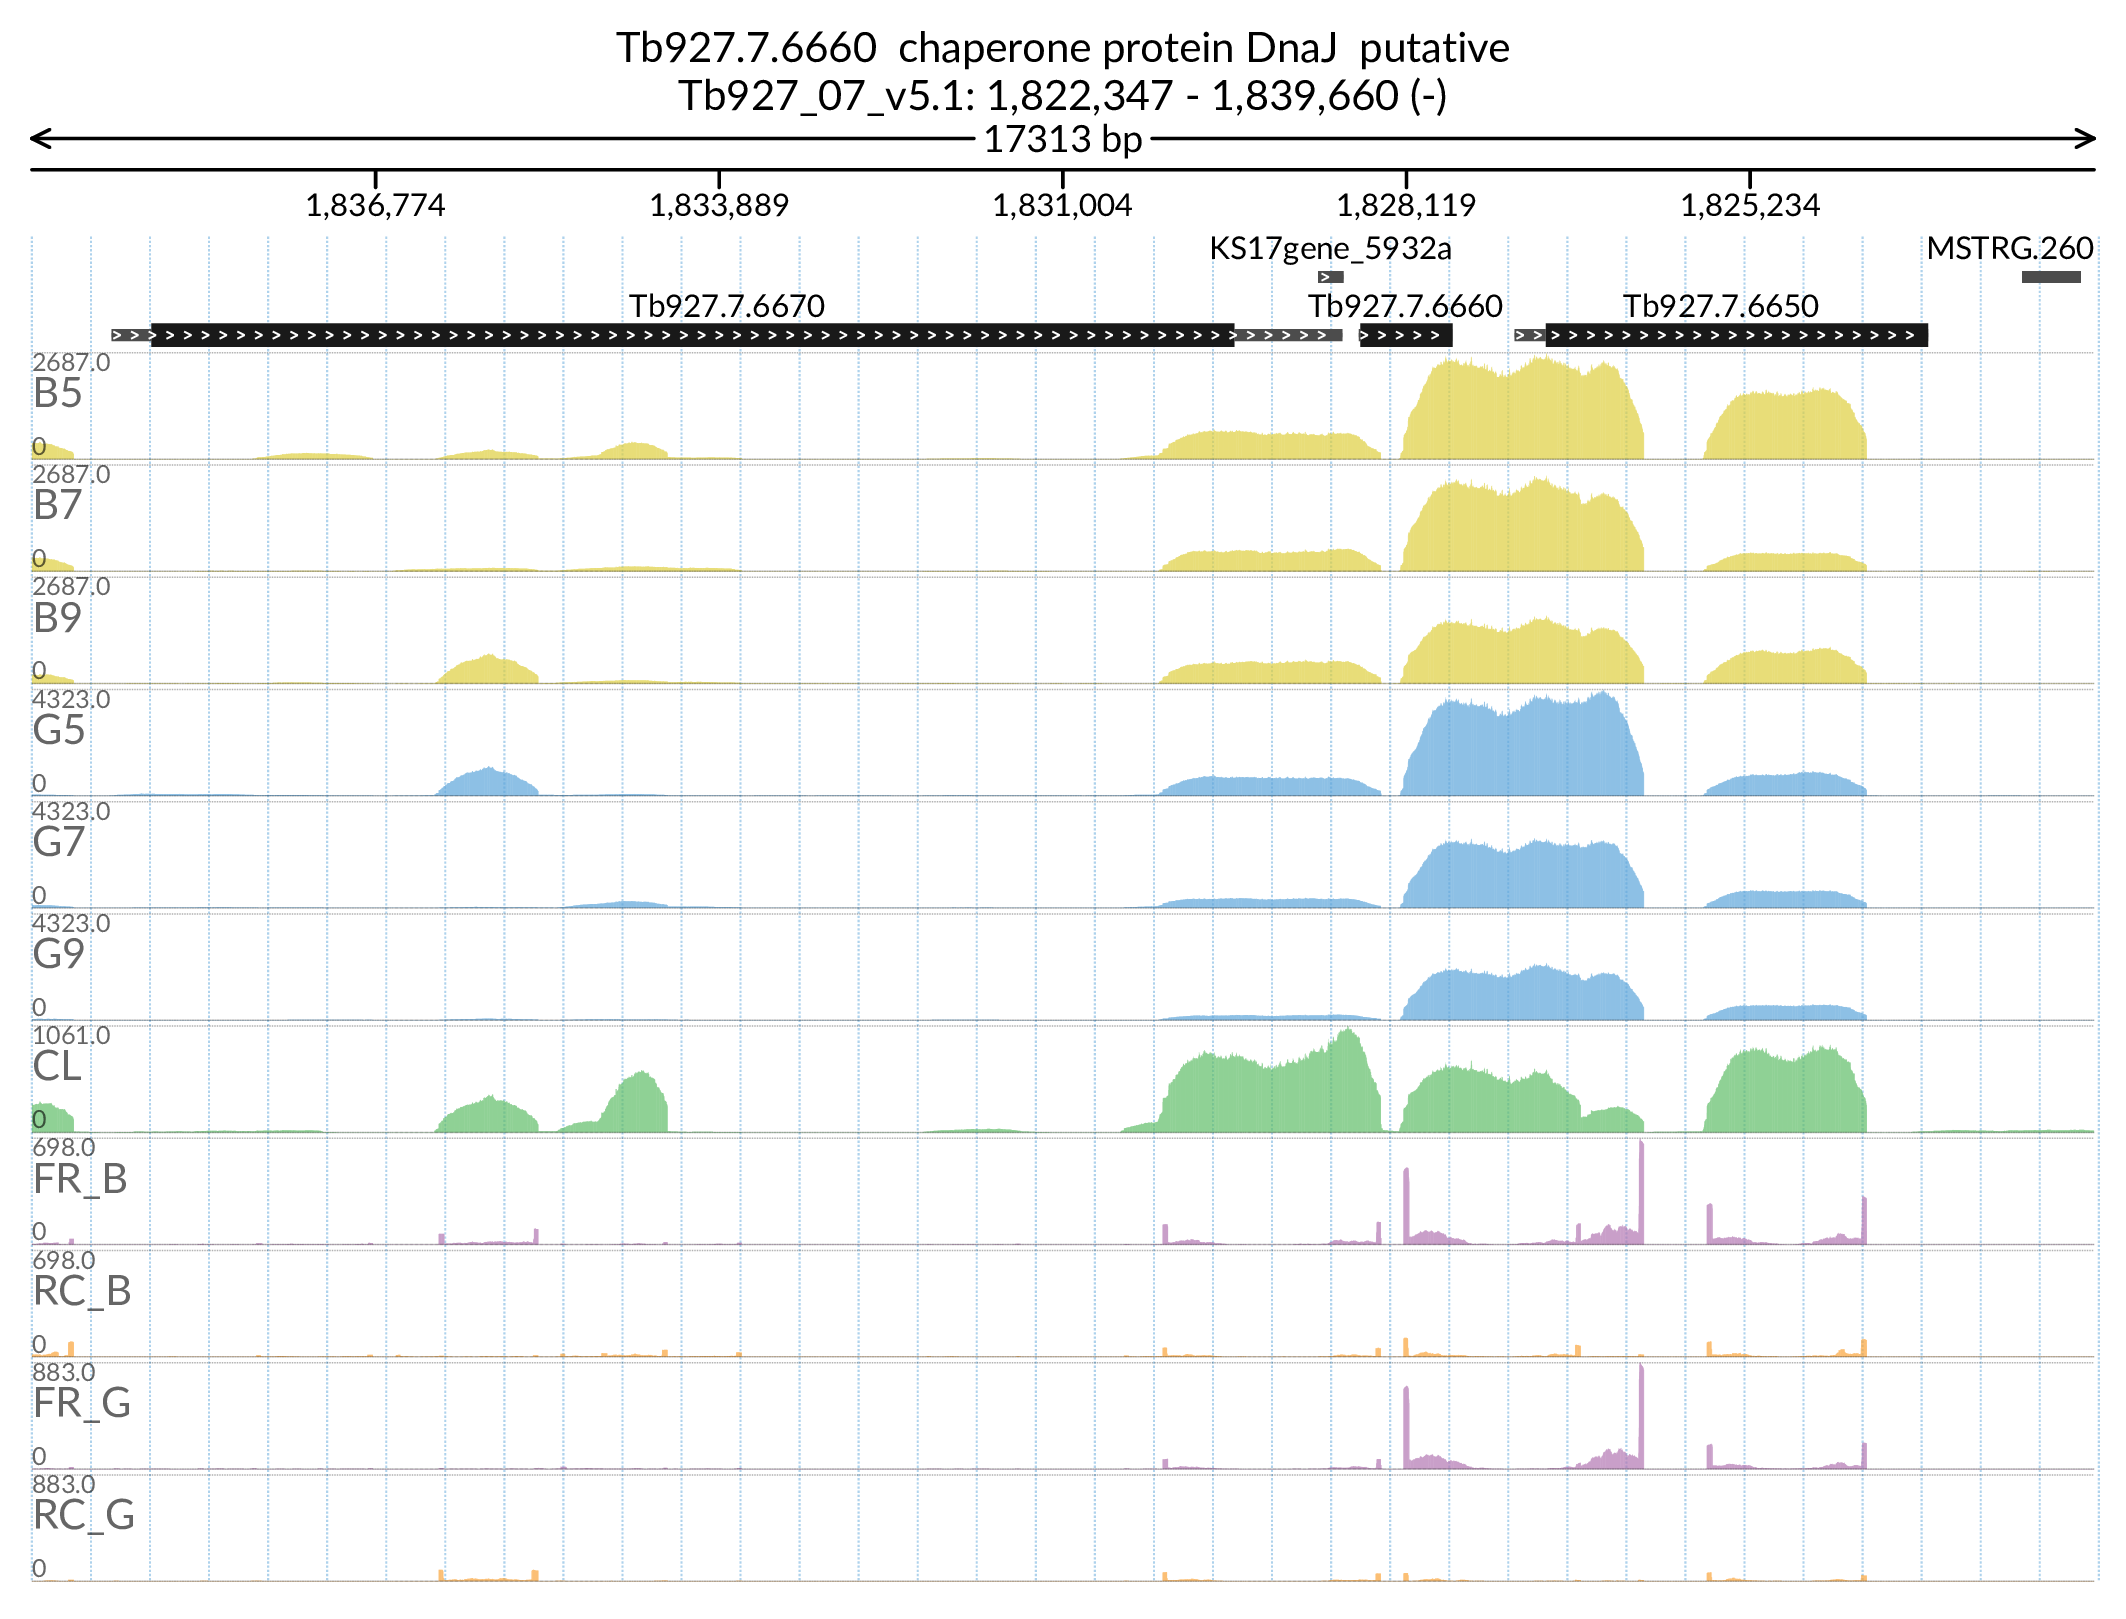 Tb927.7.6660  chaperone protein DnaJ  putative
Tb927_07_v5.1: 1,822,347 - 1,839,660 (-)
17313 bp
1,836,774 1,833,889 1,831,004 1,828,119 1,825,234
KS17gene_5932a MSTRG.260
Tb927.7.6670 Tb927.7.6660 Tb927.7.6650
2687.0
B5
0
2687.0
B7
0
2687.0
B9
0
4323.0
G5
0
4323.0
G7
0
4323.0
G9
0
1061.0
CL
0
698.0
FR_B
0
698.0
RC_B
0
883.0
FR_G
0
883.0
RC_G
0